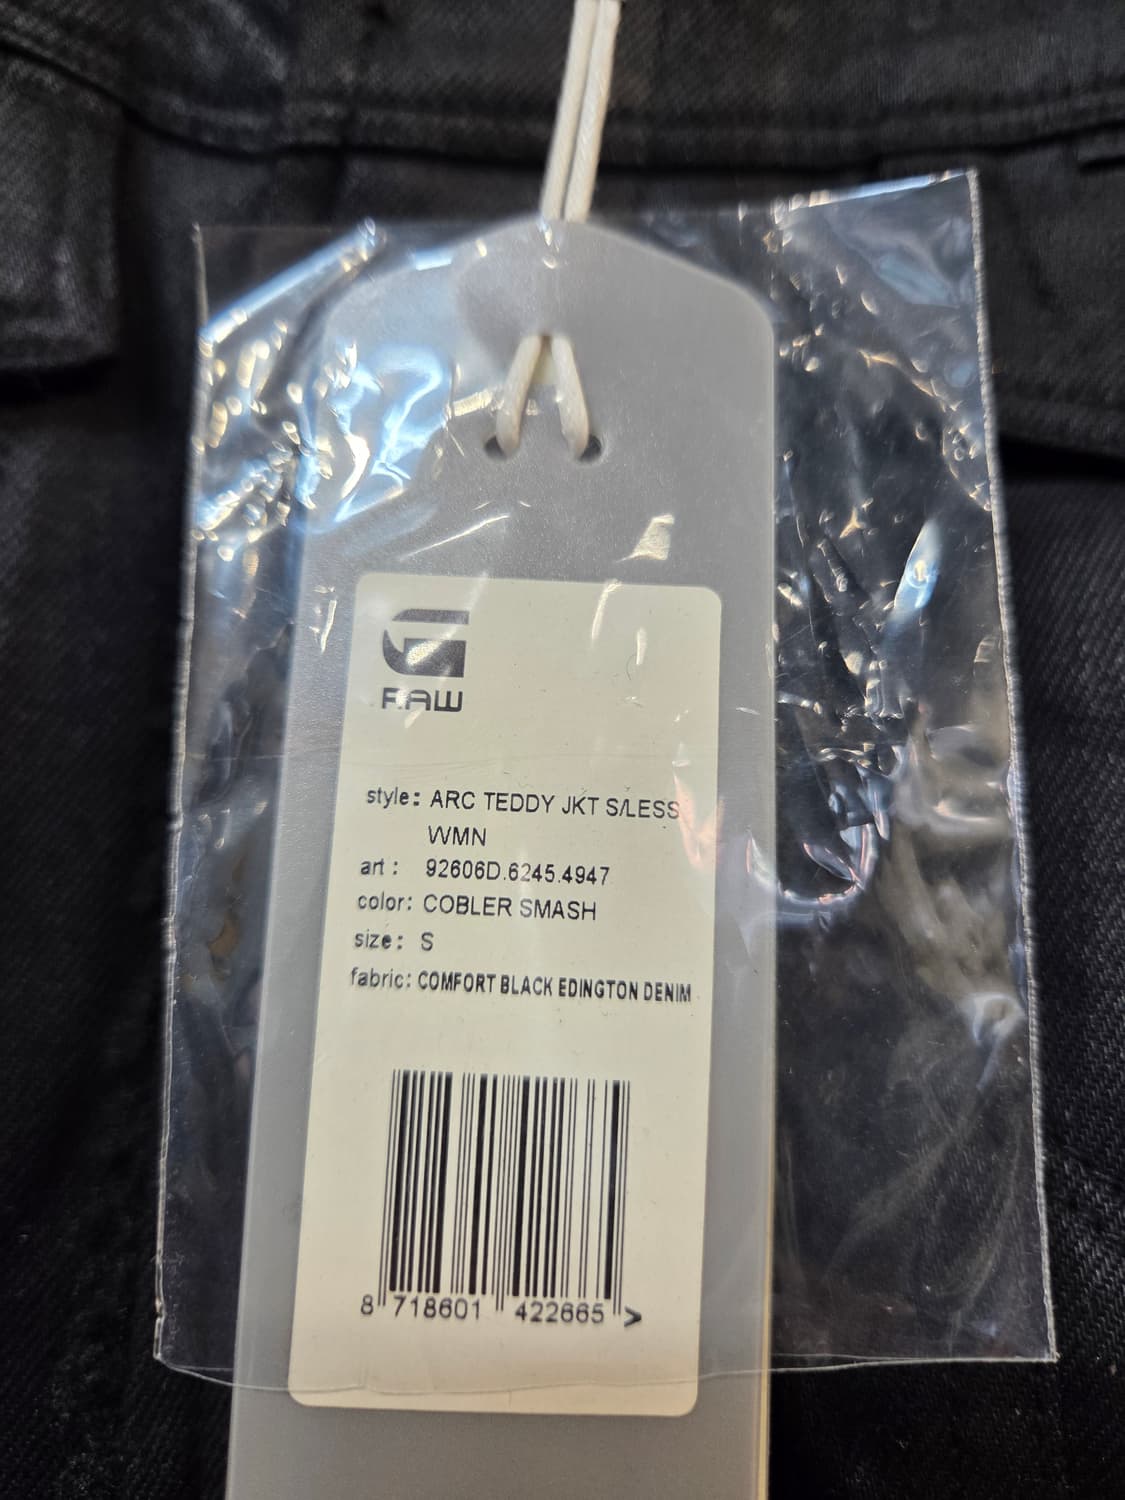 G
RAW
style: ARC TEDDY JKT S/LESS
WMN
art : 92606D.6245.4947
color: COBLER SMASH
size: S
fabric: COMFORT BLACK EDINGTON DENIM
8 718601 422665 >